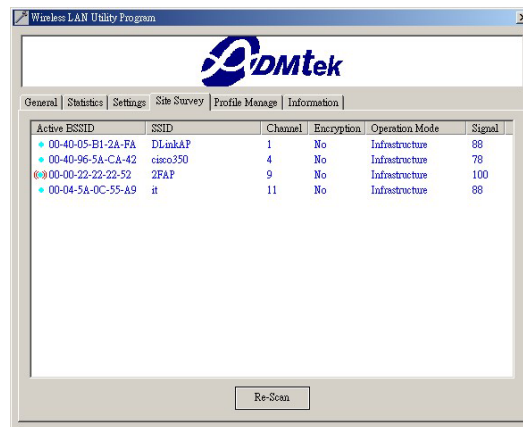 Wireless LAN Utility Program
ADMtek
General Statistics Settings Site Survey Profile Manage Information
Active BSSID SSID Channel Encryption Operation Mode Signal
00-40-05-B1-2A-FA DLinkAP 1 No Infrastructure 88
00-40-96-5A-CA-42 cisco350 4 No Infrastructure 78
00-00-22-22-22-52 2FAP 9 No Infrastructure 100
00-04-5A-0C-55-A9 it 11 No Infrastructure 88
Re-Scan